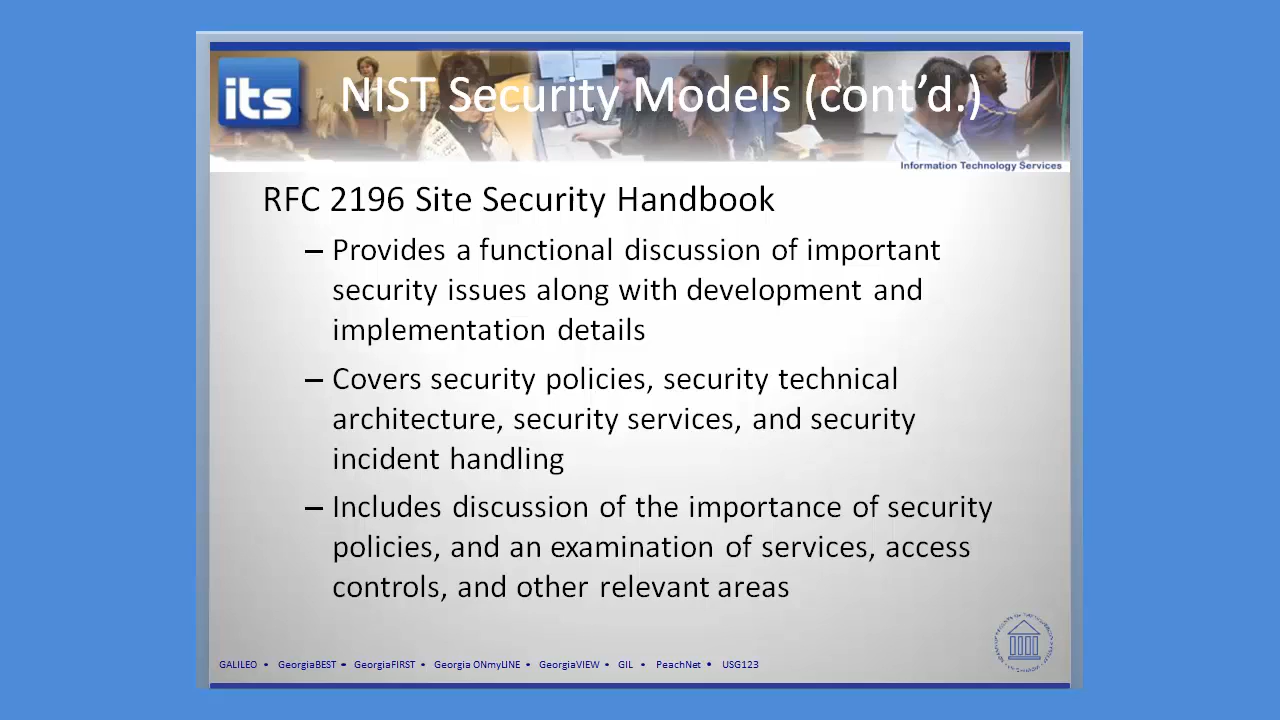 its
NIST Security Models (cont’d.)
Information Technology Services
RFC 2196 Site Security Handbook
– Provides a functional discussion of important
security issues along with development and
implementation details
– Covers security policies, security technical
architecture, security services, and security
incident handling
– Includes discussion of the importance of security
policies, and an examination of services, access
controls, and other relevant areas
GALILEO • GeorgiaBEST • GeorgiaFIRST • Georgia ONmyLINE • GeorgiaVIEW • GIL • PeachNet • USG123